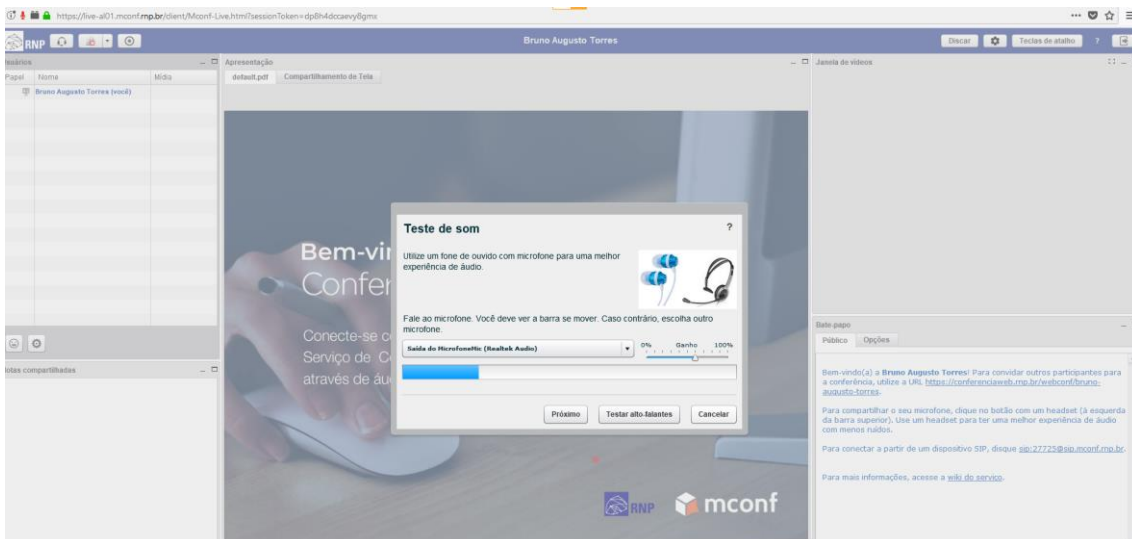 https://live-al01.mconf.rnp.br/client/Mconf-Live.html?sessionToken=dp8h4dccaevy8gmx
RNP
Bruno Augusto Torres
Discar
Teclas de atalho
?
Usuários
Papel Nome Mídia
Bruno Augusto Torres (você)
Notas compartilhadas
Apresentação
default.pdf Compartilhamento de Tela
Bem-vi
Confer
Conecte-se c
Serviço de C
através de áu
RNP
mconf
Teste de som
?
Utilize um fone de ouvido com microfone para uma melhor
experiência de áudio.
Fale ao microfone. Você deve ver a barra se mover. Caso contrário, escolha outro
microfone.
Saída do MicrofoneMic (Realtek Audio)
0% Ganho 100%
Próximo Testar alto-falantes Cancelar
Janela de vídeos
Bate-papo
Público Opções
Bem-vindo(a) a Bruno Augusto Torres! Para convidar outros participantes para
a conferência, utilize a URL https://conferenciaweb.rnp.br/webconf/bruno-
augusto-torres.
Para compartilhar o seu microfone, clique no botão com um headset (à esquerda
da barra superior). Use um headset para ter uma melhor experiência de áudio
com menos ruídos.
Para conectar a partir de um dispositivo SIP, disque sip:27725@sip.mconf.rnp.br.
Para mais informações, acesse a wiki do serviço.